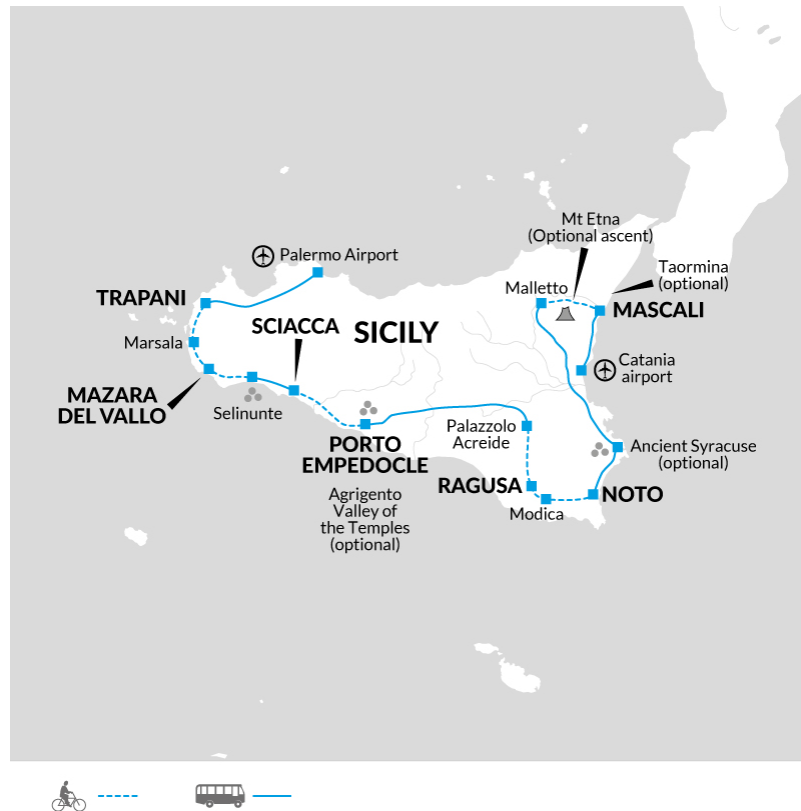 Mt Etna
(Optional ascent)
Palermo Airport
Taormina
(optional)
Malletto
TRAPANI
MASCALI
SCIACCA
SICILY
Marsala
Catania
airport
MAZARA
DEL VALLO
Selinunte
Palazzolo
Acreide
PORTO
EMPEDOCLE
Ancient Syracuse
(optional)
RAGUSA
NOTO
Agrigento
Valley of
the Temples
(optional)
Modica